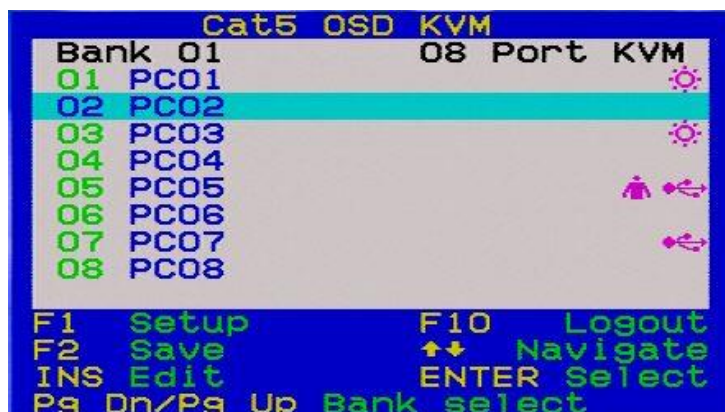 Cat5 OSD KVM
Bank 01 08 Port KVM
01 PC01
02 PC02
03 PC03
04 PC04
05 PC05
06 PC06
07 PC07
08 PC08
F1 Setup F10 Logout
F2 Save ↑↓ Navigate
INS Edit ENTER Select
Pg Dn/Pg Up Bank select